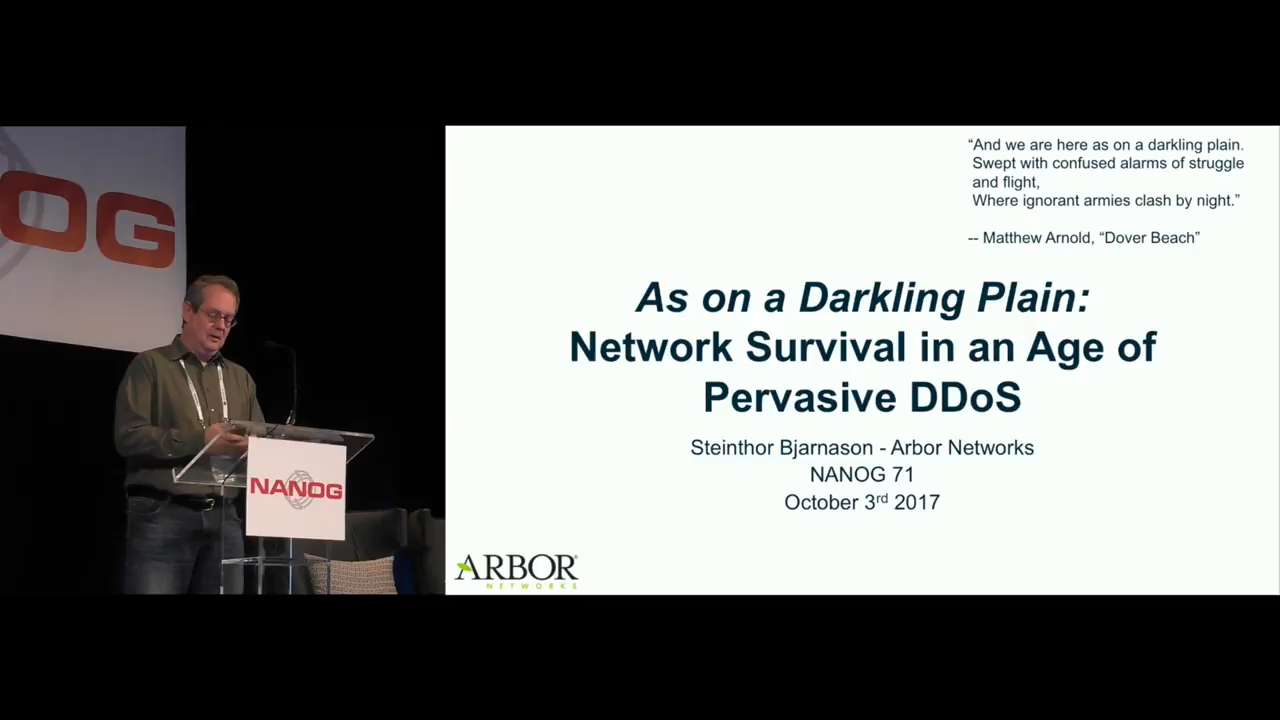 OG
NANOG
“And we are here as on a darkling plain.
Swept with confused alarms of struggle
and flight,
Where ignorant armies clash by night.”
-- Matthew Arnold, “Dover Beach”
As on a Darkling Plain:
Network Survival in an Age of
Pervasive DDoS
Steinthor Bjarnason - Arbor Networks
NANOG 71
October 3rd 2017
ARBOR®
NETWORKS